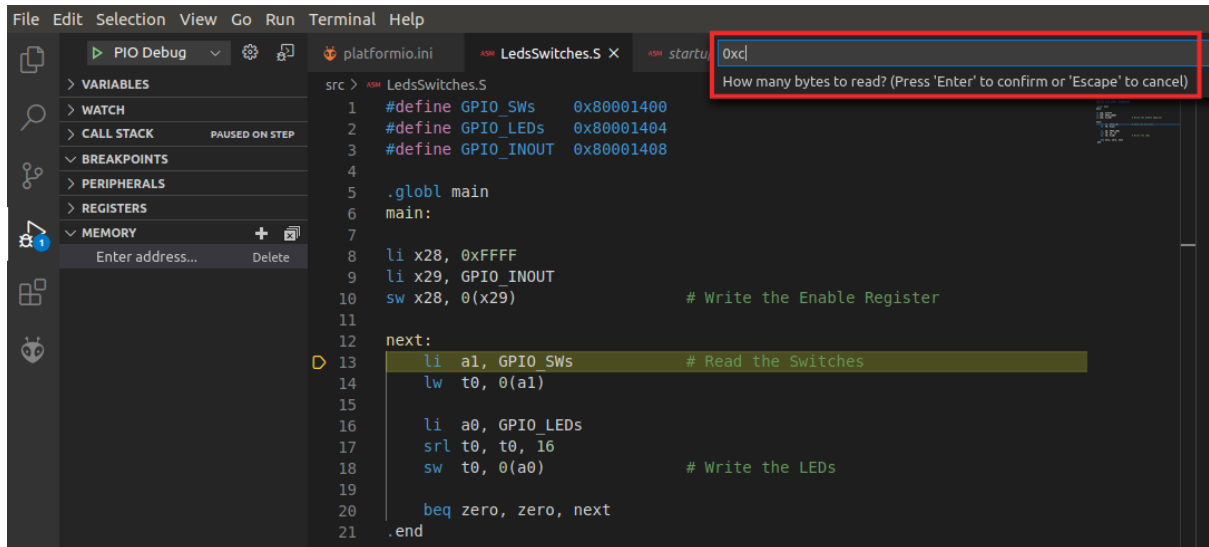 File Edit Selection View Go Run Terminal Help
PIO Debug
VARIABLES
WATCH
CALL STACK PAUSED ON STEP
BREAKPOINTS
PERIPHERALS
REGISTERS
MEMORY
Enter address... Delete
1
platformio.ini LedsSwitches.S startu
0xc
How many bytes to read? (Press 'Enter' to confirm or 'Escape' to cancel)
src > LedsSwitches.S
1 #define GPIO_SWs 0x80001400
2 #define GPIO_LEDs 0x80001404
3 #define GPIO_INOUT 0x80001408
4
5 .globl main
6 main:
7
8 li x28, 0xFFFF
9 li x29, GPIO_INOUT
10 sw x28, 0(x29) # Write the Enable Register
11
12 next:
13 li a1, GPIO_SWs # Read the Switches
14 lw t0, 0(a1)
15
16 li a0, GPIO_LEDs
17 srl t0, t0, 16
18 sw t0, 0(a0) # Write the LEDs
19
20 beq zero, zero, next
21 .end